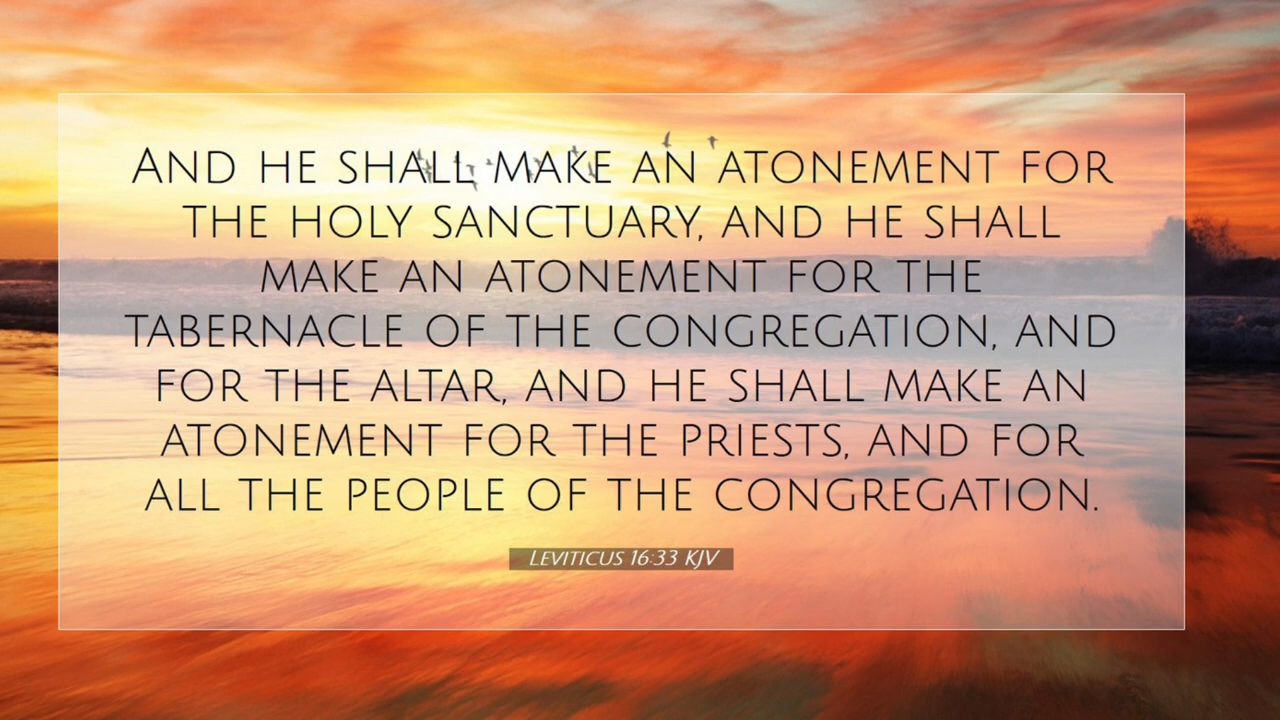 And he shall make an atonement for
the holy sanctuary, and he shall
make an atonement for the
tabernacle of the congregation, and
for the altar, and he shall make an
atonement for the priests, and for
all the people of the congregation.
Leviticus 16:33 KJV